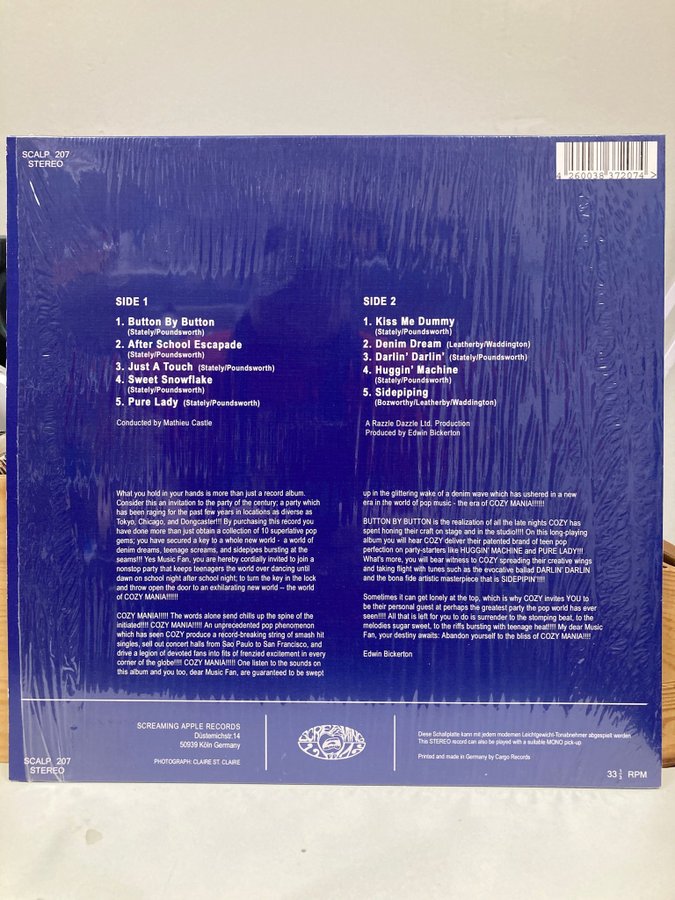 SCALP 207
STEREO
4 260038 372074 >
SIDE 1
1. Button By Button
(Stately/Poundsworth)
2. After School Escapade
(Stately/Poundsworth)
3. Just A Touch (Stately/Poundsworth)
4. Sweet Snowflake
(Stately/Poundsworth)
5. Pure Lady (Stately/Poundsworth)
Conducted by Mathieu Castle
SIDE 2
1. Kiss Me Dummy
(Stately/Poundsworth)
2. Denim Dream (Leatherby/Waddington)
3. Darlin' Darlin' (Stately/Poundsworth)
4. Huggin' Machine
(Stately/Poundsworth)
5. Sidepiping
(Bozworthy/Leatherby/Waddington)
A Razzle Dazzle Ltd. Production
Produced by Edwin Bickerton
What you hold in your hands is more than just a record album.
Consider this an invitation to the party of the century; a party which
has been raging for the past few years in locations as diverse as
Tokyo, Chicago, and Dongcaster!!! By purchasing this record you
have done more than just obtain a collection of 10 superlative pop
gems; you have secured a key to a whole new world - a world of
denim dreams, teenage screams, and sidepipes bursting at the
seams!!! Yes Music Fan, you are hereby cordially invited to join a
nonstop party that keeps teenagers the world over dancing until
dawn on school night after school night; to turn the key in the lock
and throw open the door to an exhilarating new world -- the world
of COZY MANIA!!!!!!
COZY MANIA!!!!! The words alone send chills up the spine of the
initiated!!!! COZY MANIA!!!!! An unprecedented pop phenomenon
which has seen COZY produce a record-breaking string of smash hit
singles, sell out concert halls from Sao Paulo to San Francisco, and
drive a legion of devoted fans into fits of frenzied excitement in every
corner of the globe!!!! COZY MANIA!!!!! One listen to the sounds on
this album and you too, dear Music Fan, are guaranteed to be swept
up in the glittering wake of a denim wave which has ushered in a new
era in the world of pop music - the era of COZY MANIA!!!!!
BUTTON BY BUTTON is the realization of all the late nights COZY has
spent honing their craft on stage and in the studio!!!! On this long-playing
album you will hear COZY deliver their patented brand of teen pop
perfection on party-starters like HUGGIN' MACHINE and PURE LADY!!!
What's more, you will bear witness to COZY spreading their creative wings
and taking flight with tunes such as the evocative ballad DARLIN' DARLIN
and the bona fide artistic masterpiece that is SIDEPIPIN'!!!!
Sometimes it can get lonely at the top, which is why COZY invites YOU to
be their personal guest at perhaps the greatest party the pop world has ever
seen!!!! All that is left for you to do is surrender to the stomping beat, to the
melodies sugar sweet, to the riffs bursting with teenage heat!!!!! My dear Music
Fan, your destiny awaits: Abandon yourself to the bliss of COZY MANIA!!!!
Edwin Bickerton
SCREAMING APPLE RECORDS
Düstemichstr.14
50939 Köln Germany
PHOTOGRAPH: CLAIRE ST. CLAIRE
SCREAMING
APPLE
Diese Schallplatte kann mit jedem modernen Leichtgewicht-Tonabnehmer abgespielt werden.
This STEREO record can also be played with a suitable MONO pick-up
Printed and made in Germany by Cargo Records
SCALP 207
STEREO
33 1/3 RPM